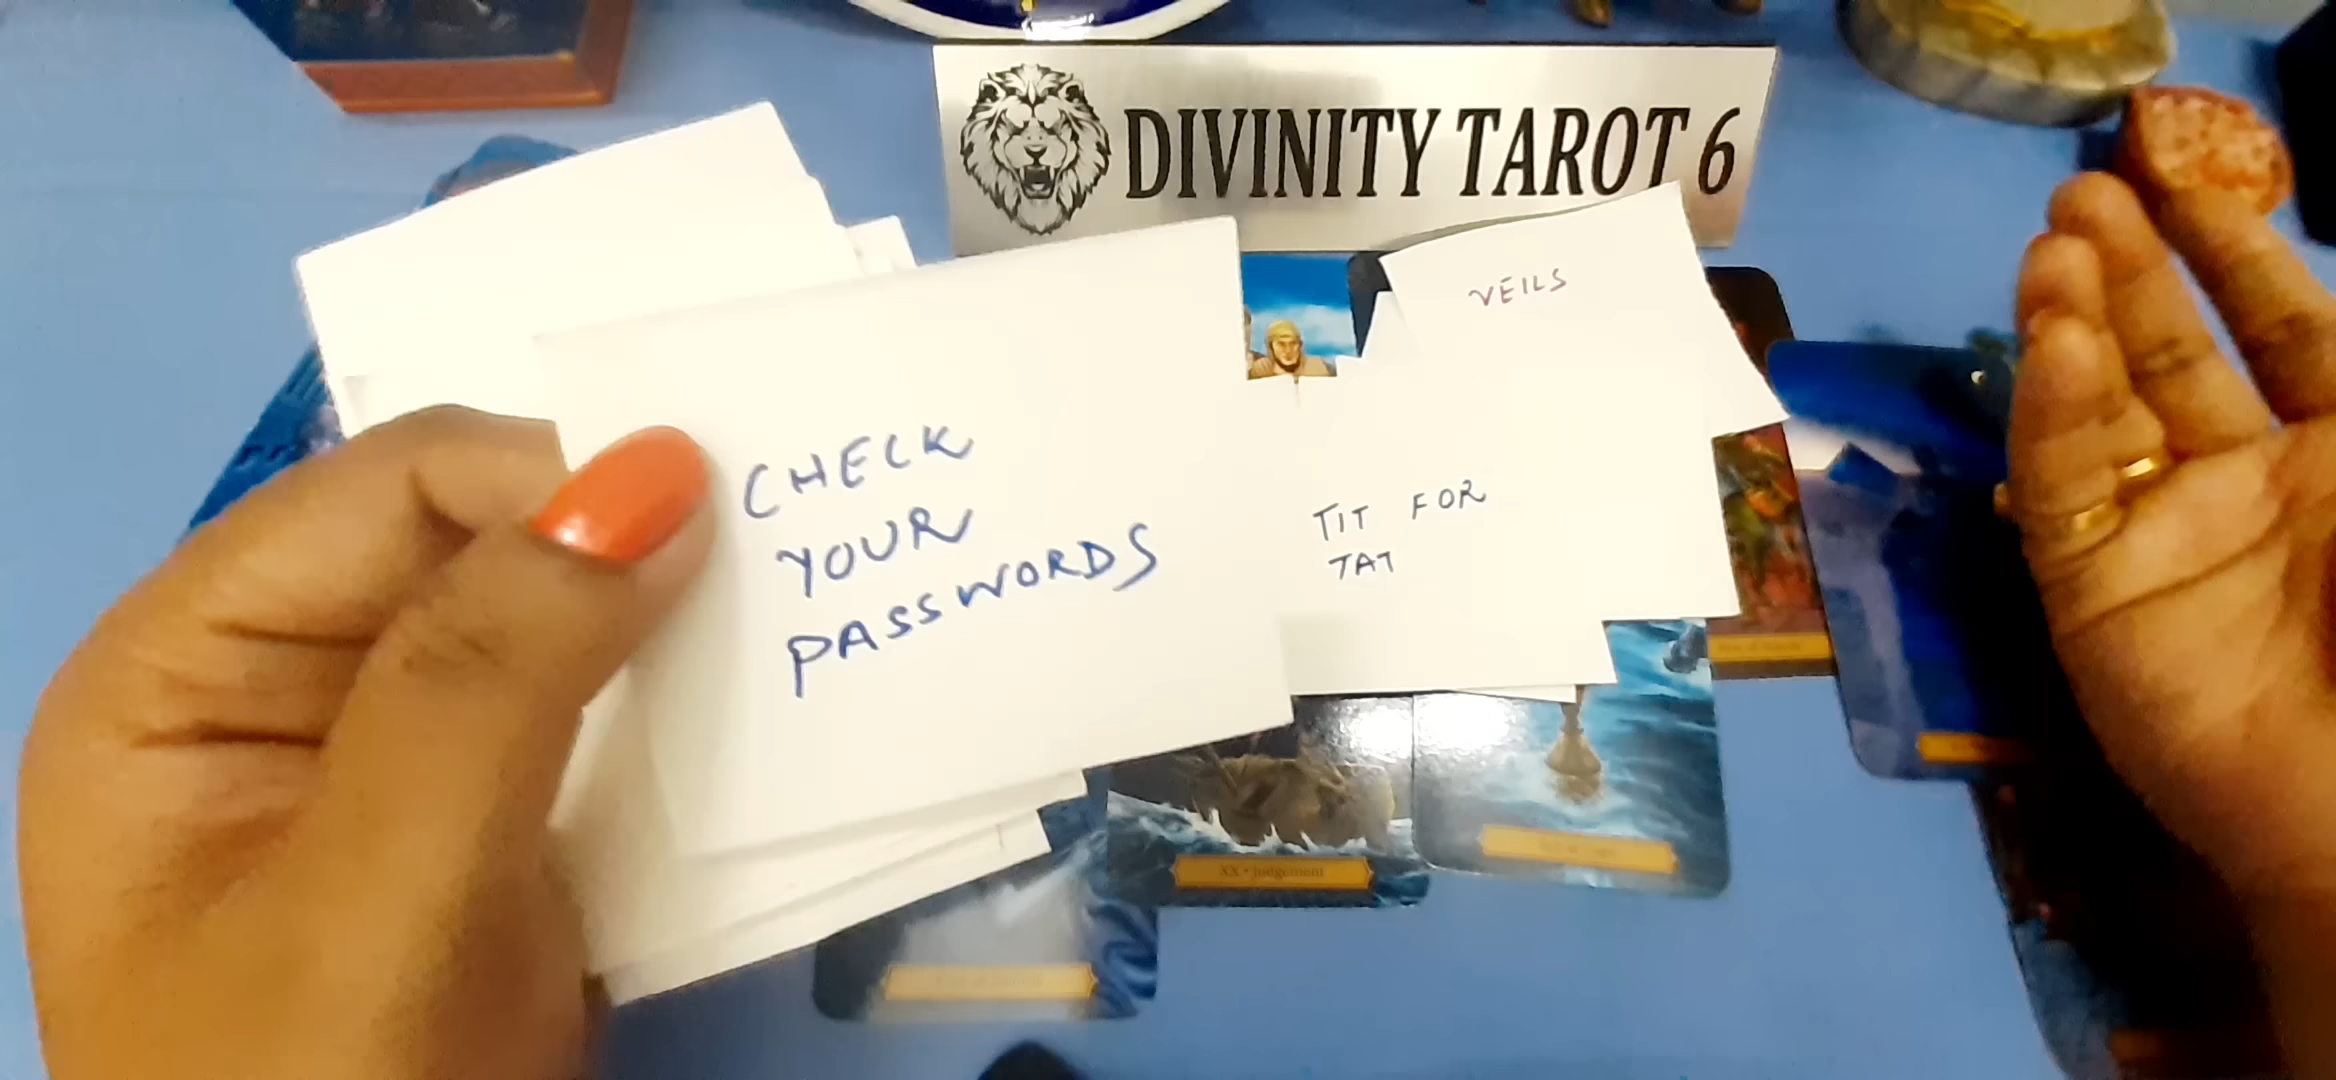 DIVINITY TAROT 6
VEILS
CHECK
YOUR
PASSWORDS
TIT FOR
TAT
XX • Judgement